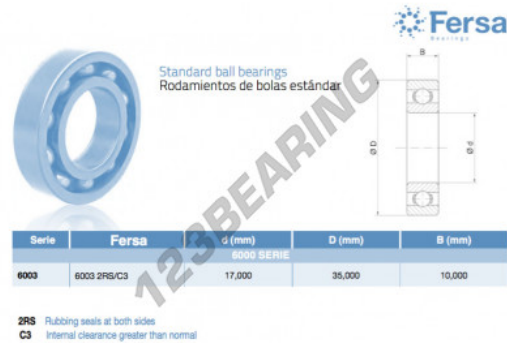 Fersa
Bearings
Standard ball bearings
Rodamientos de bolas estándar
B
Ø D
Ø d
123BEARING
Serie Fersa d (mm) D (mm) B (mm)
6000 SERIE
6003 6003 2RS/C3 17,000 35,000 10,000
2RS Rubbing seals at both sides
C3 Internal clearance greater than normal